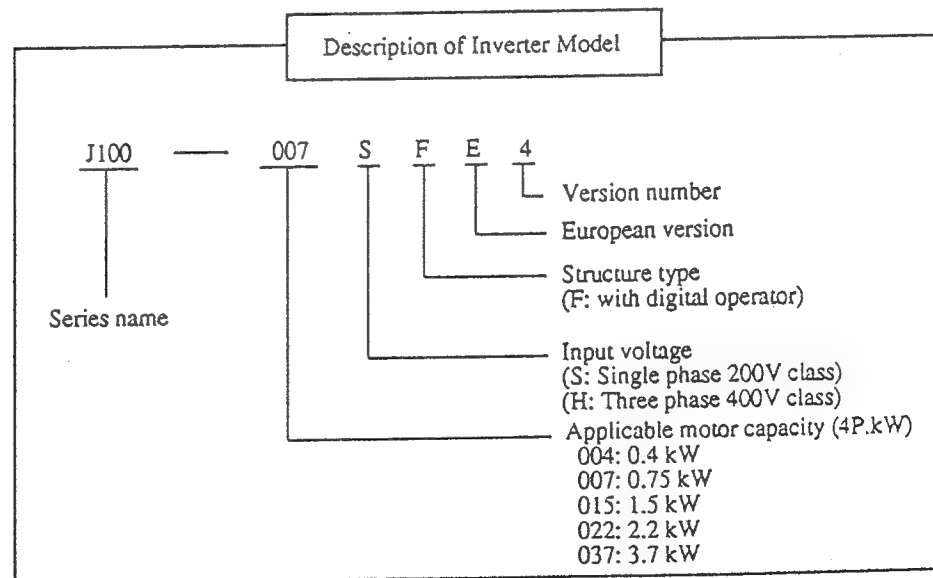 Description of Inverter Model
J100 — 007 S F E 4
Version number
European version
Structure type
(F: with digital operator)
Series name
Input voltage
(S: Single phase 200V class)
(H: Three phase 400V class)
Applicable motor capacity (4P.kW)
004: 0.4 kW
007: 0.75 kW
015: 1.5 kW
022: 2.2 kW
037: 3.7 kW